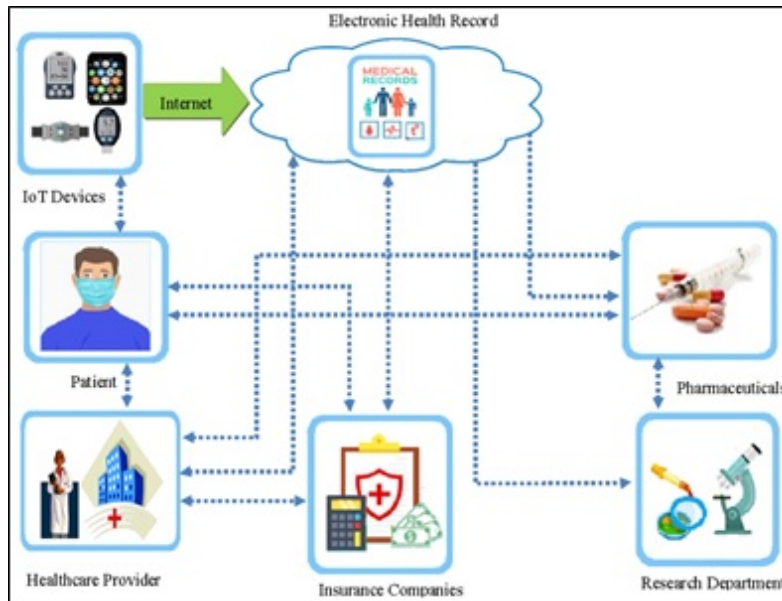 Electronic Health Record
MEDICAL
RECORDS
Internet
IoT Devices
Patient
Pharmaceuticals
Healthcare Provider
Insurance Companies
Research Department